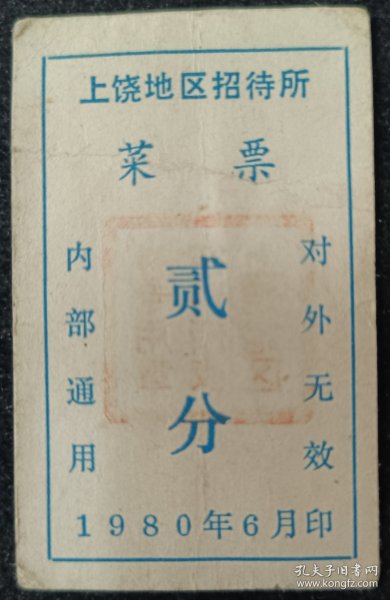 上饶地区招待所
菜票
贰分
内部通用
对外无效
1980年6月印
孔夫子旧书网
www.kongfz.com